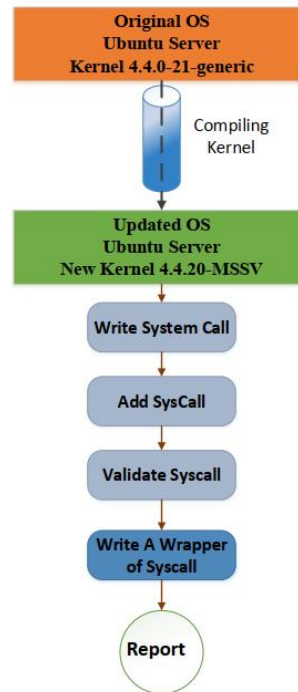 Original OS
Ubuntu Server
Kernel 4.4.0-21-generic
Compiling
Kernel
Updated OS
Ubuntu Server
New Kernel 4.4.20-MSSV
Write System Call
Add SysCall
Validate Syscall
Write A Wrapper
of Syscall
Report